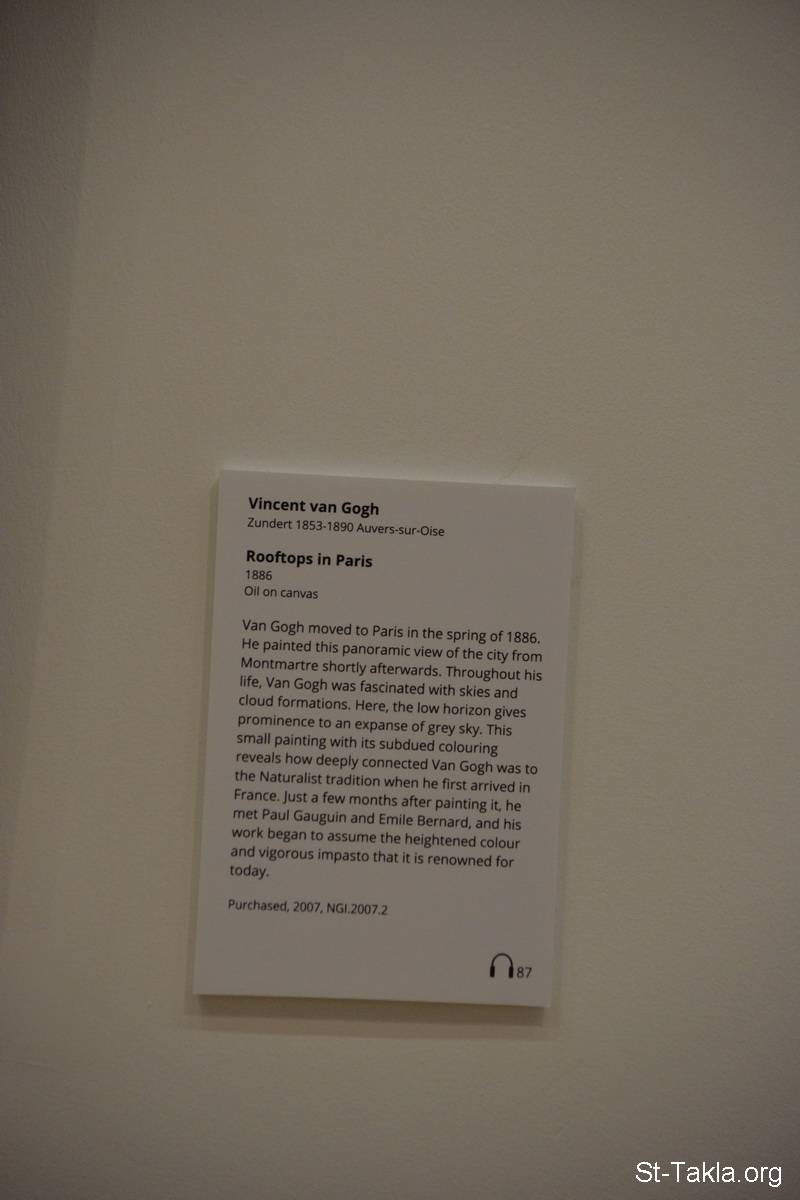 Vincent van Gogh
Zundert 1853-1890 Auvers-sur-Oise
Rooftops in Paris
1886
Oil on canvas
Van Gogh moved to Paris in the spring of 1886.
He painted this panoramic view of the city from
Montmartre shortly afterwards. Throughout his
life, Van Gogh was fascinated with skies and
cloud formations. Here, the low horizon gives
prominence to an expanse of grey sky. This
small painting with its subdued colouring
reveals how deeply connected Van Gogh was to
the Naturalist tradition when he first arrived in
France. Just a few months after painting it, he
met Paul Gauguin and Emile Bernard, and his
work began to assume the heightened colour
and vigorous impasto that it is renowned for
today.
Purchased, 2007, NGI.2007.2
87
St-Takla.org